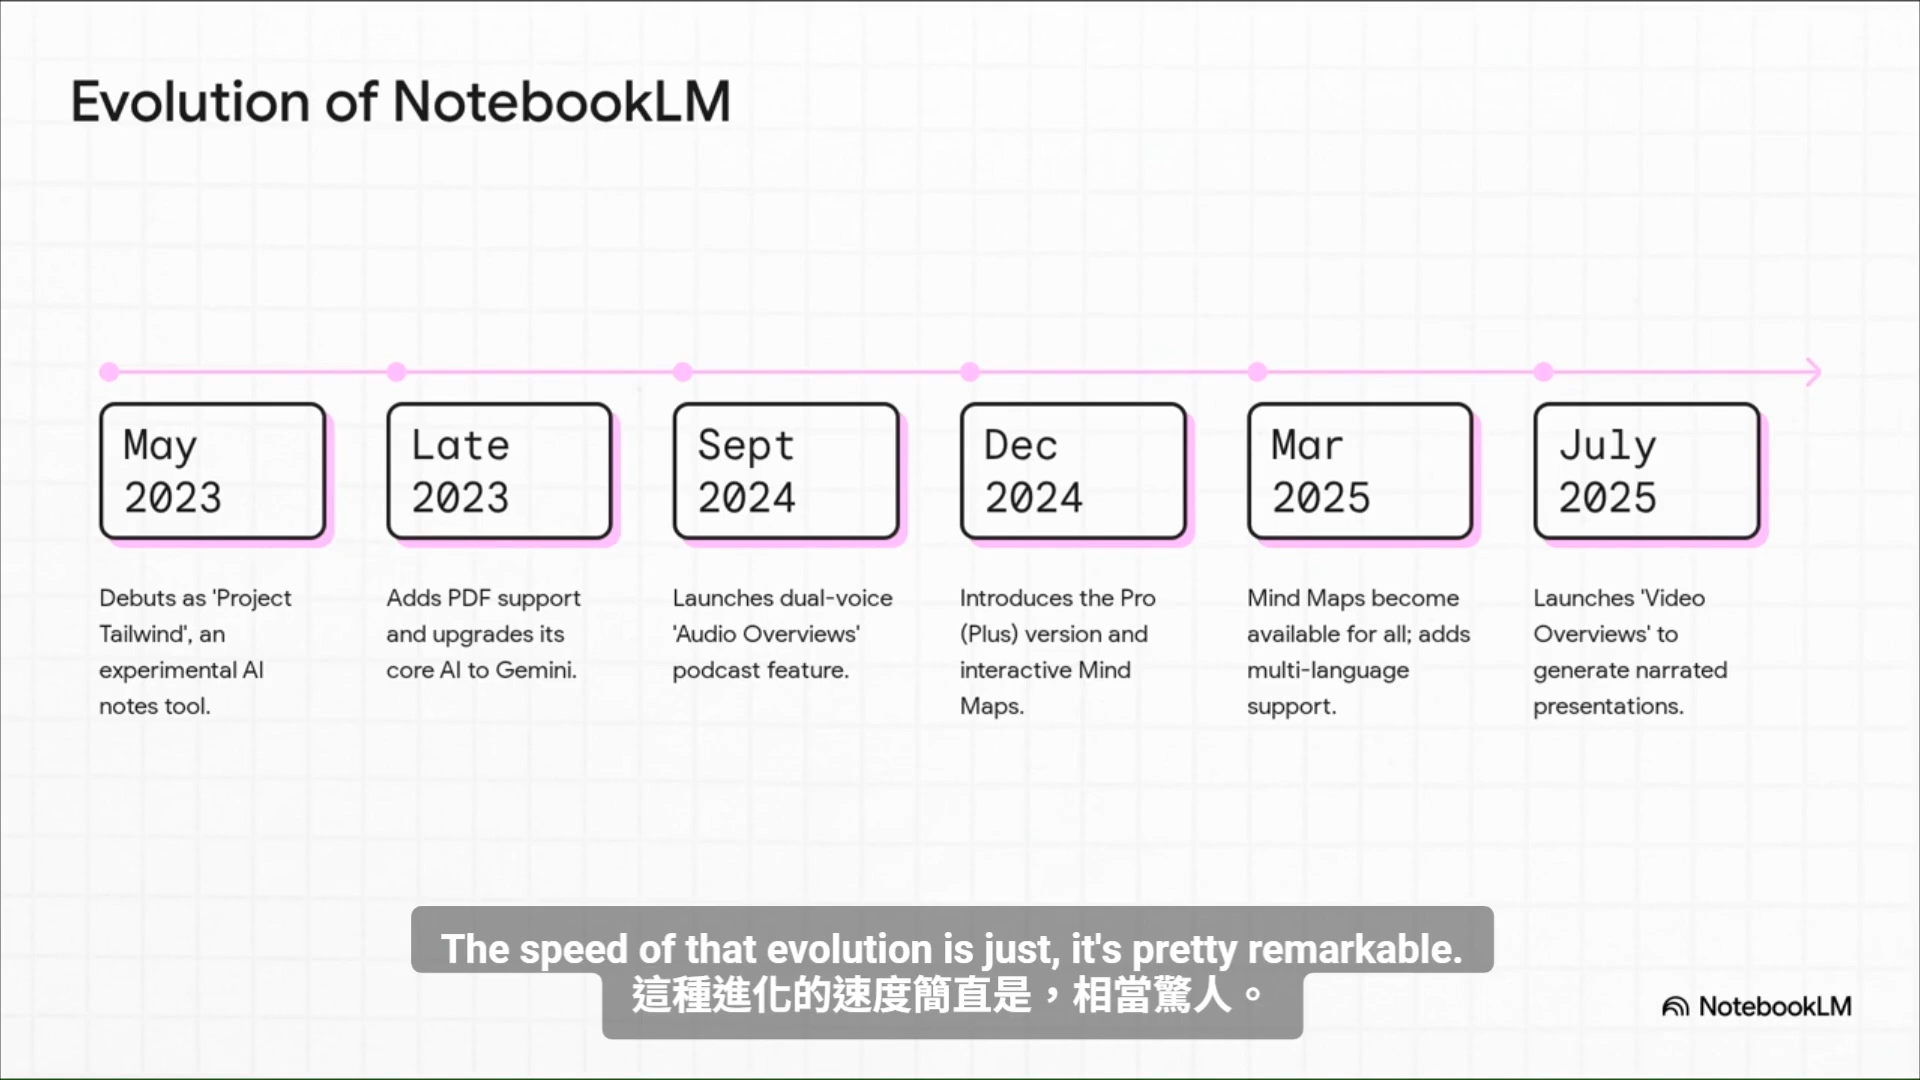 Evolution of NotebookLM
May
2023
Debuts as 'Project
Tailwind', an
experimental AI
notes tool.
Late
2023
Adds PDF support
and upgrades its
core AI to Gemini.
Sept
2024
Launches dual-voice
'Audio Overviews'
podcast feature.
Dec
2024
Introduces the Pro
(Plus) version and
interactive Mind
Maps.
Mar
2025
Mind Maps become
available for all; adds
multi-language
support.
July
2025
Launches 'Video
Overviews' to
generate narrated
presentations.
The speed of that evolution is just, it's pretty remarkable.
這種進化的速度簡直是，相當驚人。
NotebookLM